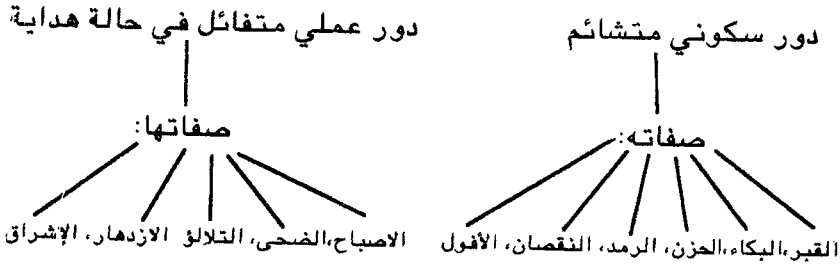 دور سكوني متشائم
صفاته:
القبر،البكاء،الحزن، الرمد، النقصان، الأفول
دور عملي متفائل في حالة هداية
صفاتها:
الاصباح،الضحى، التلالؤ الازدهار، الإشراق